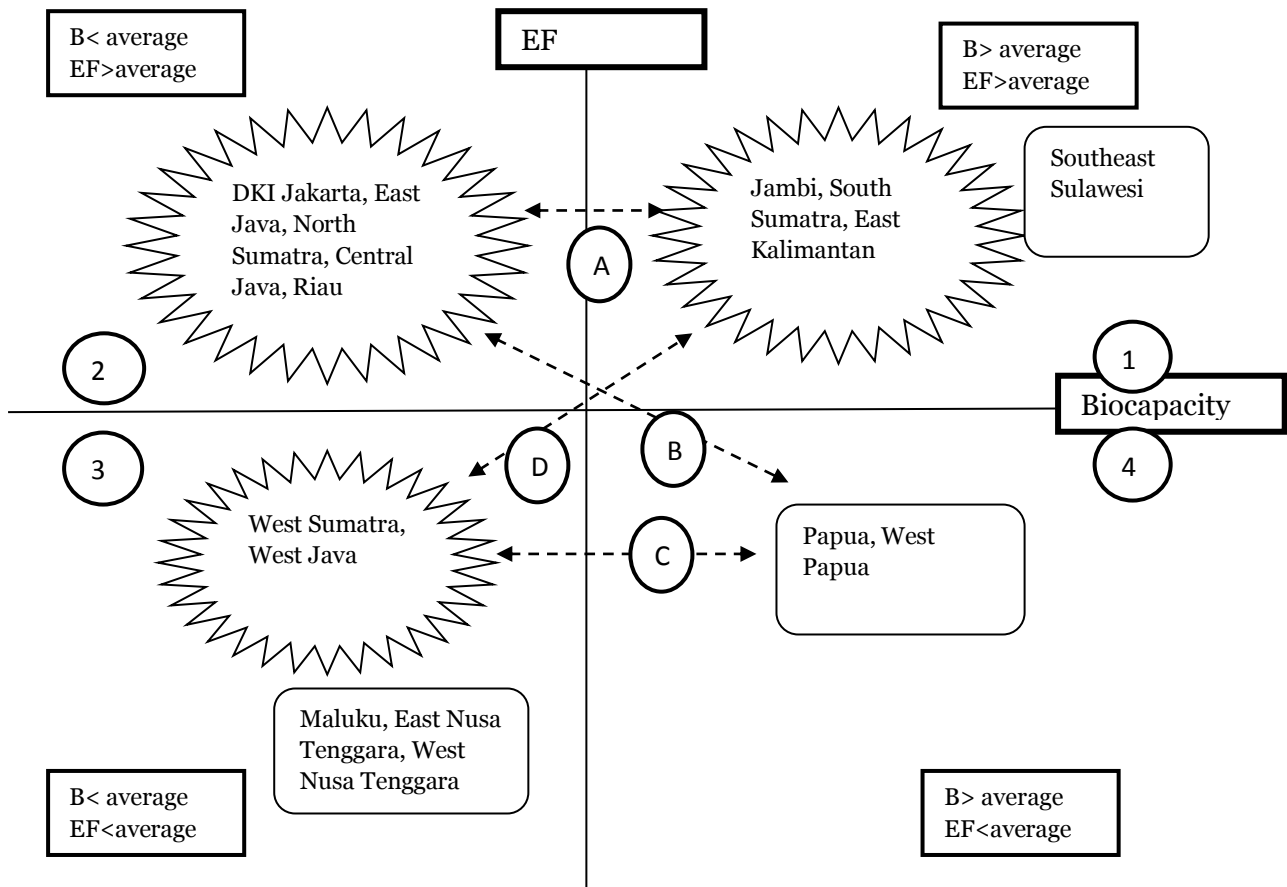 B< average
EF>average
EF
B> average
EF>average
DKI Jakarta, East
Java, North
Sumatra, Central
Java, Riau
A
Jambi, South
Sumatra, East
Kalimantan
Southeast
Sulawesi
2
1
Biocapacity
3
D
B
4
West Sumatra,
West Java
C
Papua, West
Papua
Maluku, East Nusa
Tenggara, West
Nusa Tenggara
B< average
EF<average
B> average
EF<average